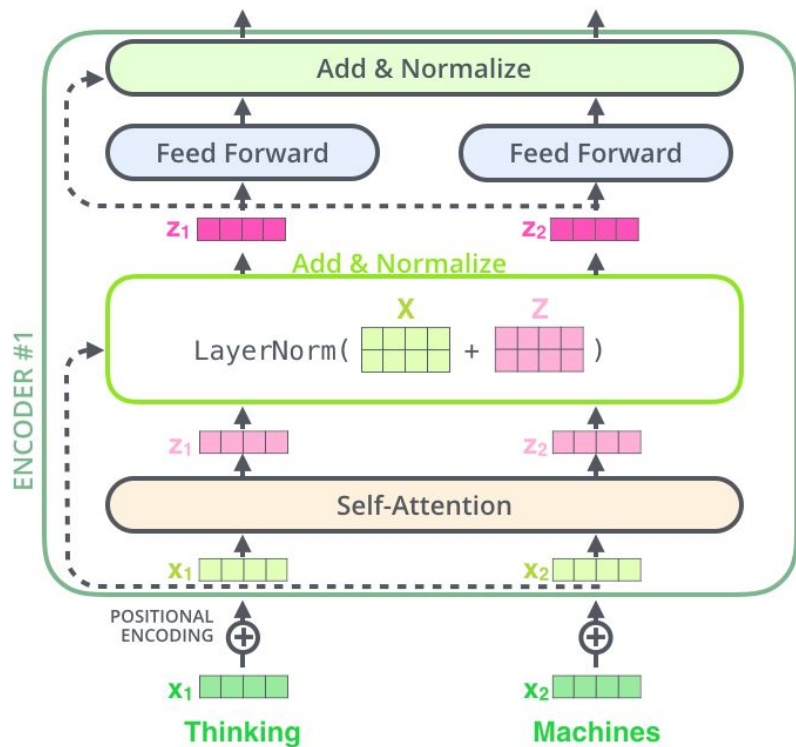 Add & Normalize
Feed Forward Feed Forward
z1 z2
Add & Normalize
X Z
LayerNorm( + )
ENCODER #1
z1 z2
Self-Attention
x1 x2
POSITIONAL
ENCODING
x1 x2
Thinking Machines